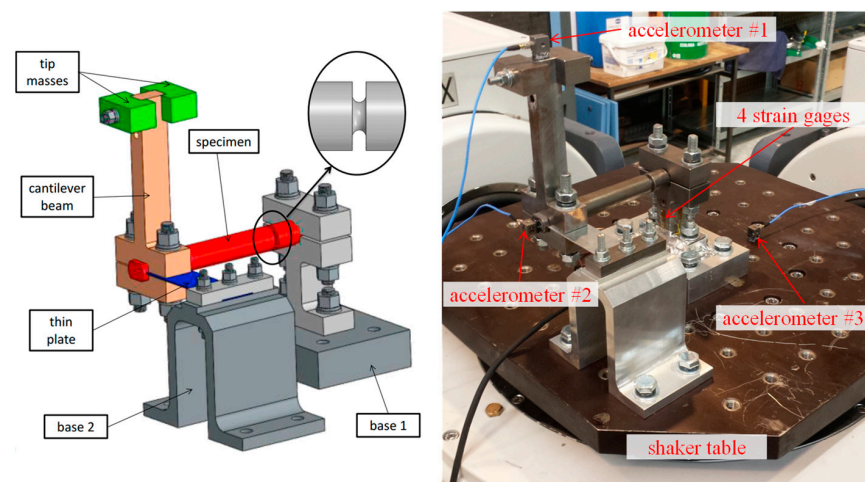 tip
masses
cantilever
beam
specimen
thin
plate
base 2
base 1
accelerometer #1
4 strain gages
accelerometer #2
accelerometer #3
shaker table